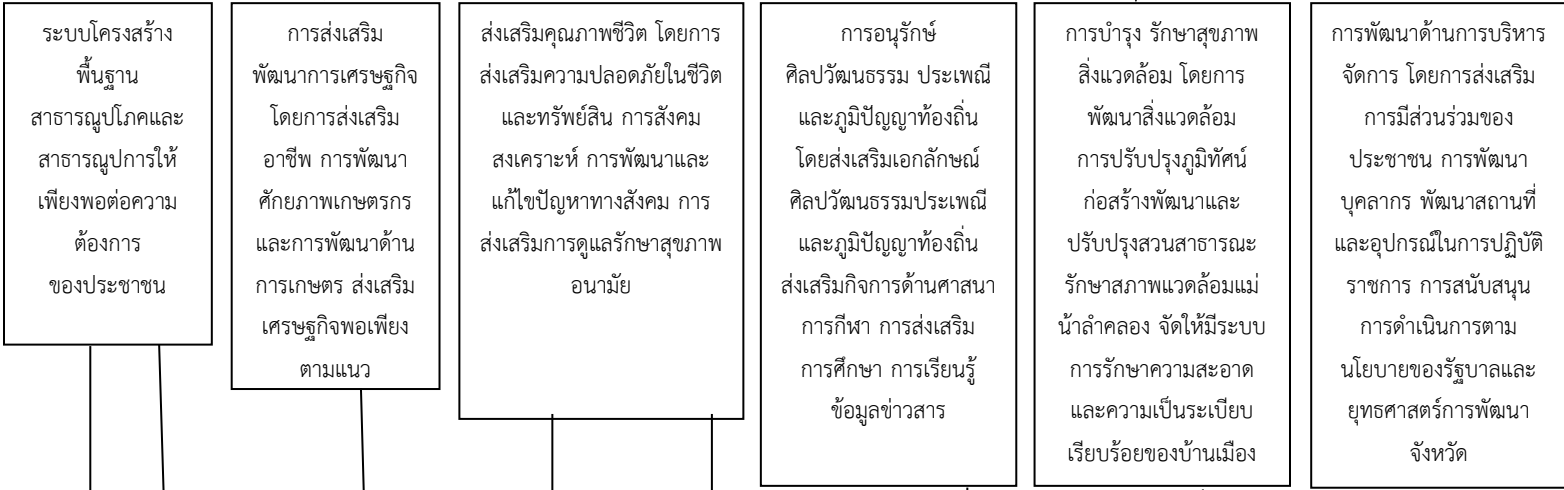 ระบบโครงสร้าง
พื้นฐาน
สาธารณูปโภคและ
สาธารณูปการให้
เพียงพอต่อความ
ต้องการ
ของประชาชน
การส่งเสริม
พัฒนาการเศรษฐกิจ
โดยการส่งเสริม
อาชีพ การพัฒนา
ศักยภาพเกษตรกร
และการพัฒนาด้าน
การเกษตร ส่งเสริม
เศรษฐกิจพอเพียง
ตามแนว
ส่งเสริมคุณภาพชีวิต โดยการ
ส่งเสริมความปลอดภัยในชีวิต
และทรัพย์สิน การสังคม
สงเคราะห์ การพัฒนาและ
แก้ไขปัญหาทางสังคม การ
ส่งเสริมการดูแลรักษาสุขภาพ
อนามัย
การอนุรักษ์
ศิลปวัฒนธรรม ประเพณี
และภูมิปัญญาท้องถิ่น
โดยส่งเสริมเอกลักษณ์
ศิลปวัฒนธรรมประเพณี
และภูมิปัญญาท้องถิ่น
ส่งเสริมกิจการด้านศาสนา
การกีฬา การส่งเสริม
การศึกษา การเรียนรู้
ข้อมูลข่าวสาร
การบำรุง รักษาสุขภาพ
สิ่งแวดล้อม โดยการ
พัฒนาสิ่งแวดล้อม
การปรับปรุงภูมิทัศน์
ก่อสร้างพัฒนาและ
ปรับปรุงสวนสาธารณะ
รักษาสภาพแวดล้อมแม่
น้ำลำคลอง จัดให้มีระบบ
การรักษาความสะอาด
และความเป็นระเบียบ
เรียบร้อยของบ้านเมือง
การพัฒนาด้านการบริหาร
จัดการ โดยการส่งเสริม
การมีส่วนร่วมของ
ประชาชน การพัฒนา
บุคลากร พัฒนาสถานที่
และอุปกรณ์ในการปฏิบัติ
ราชการ การสนับสนุน
การดำเนินการตาม
นโยบายของรัฐบาลและ
ยุทธศาสตร์การพัฒนา
จังหวัด